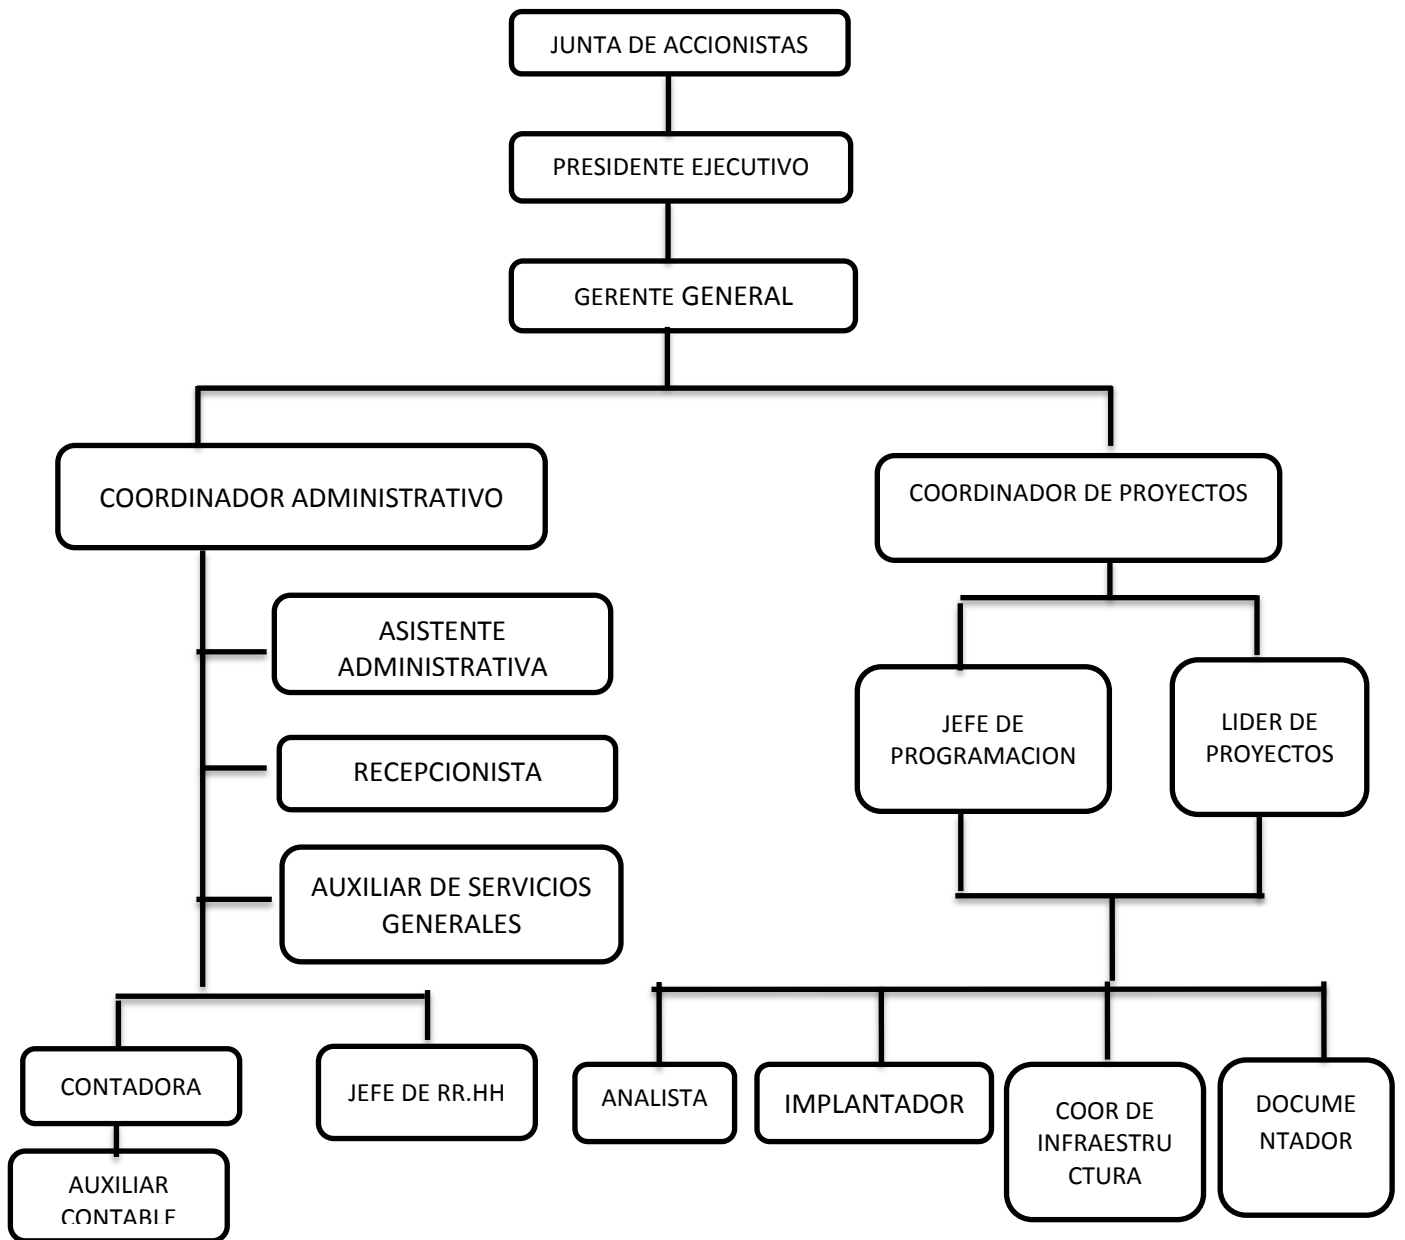 JUNTA DE ACCIONISTAS
PRESIDENTE EJECUTIVO
GERENTE GENERAL
COORDINADOR ADMINISTRATIVO
COORDINADOR DE PROYECTOS
ASISTENTE
ADMINISTRATIVA
RECEPCIONISTA
AUXILIAR DE SERVICIOS
GENERALES
JEFE DE
PROGRAMACION
LIDER DE
PROYECTOS
CONTADORA
JEFE DE RR.HH
AUXILIAR
CONTABLE
ANALISTA
IMPLANTADOR
COOR DE
INFRAESTRU
CTURA
DOCUME
NTADOR